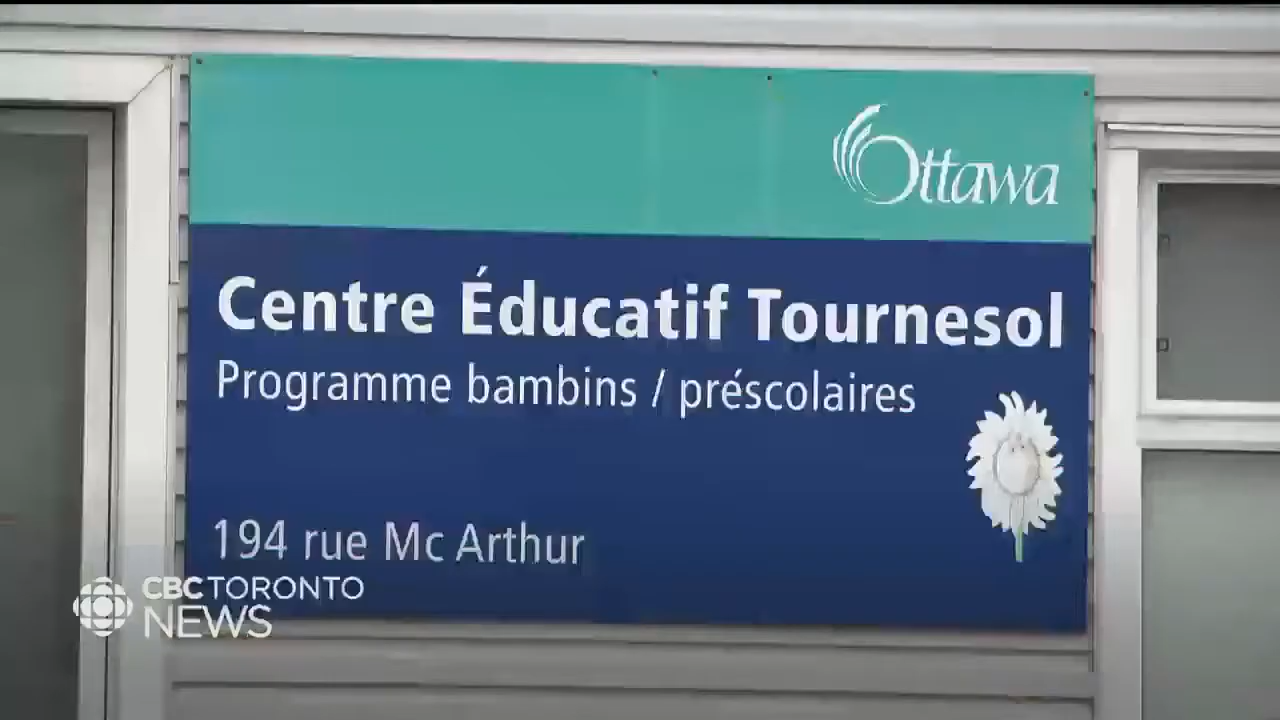 Ottawa
Centre Éducatif Tournesol
Programme bambins / préscolaires
194 rue Mc Arthur
CBC TORONTO
NEWS